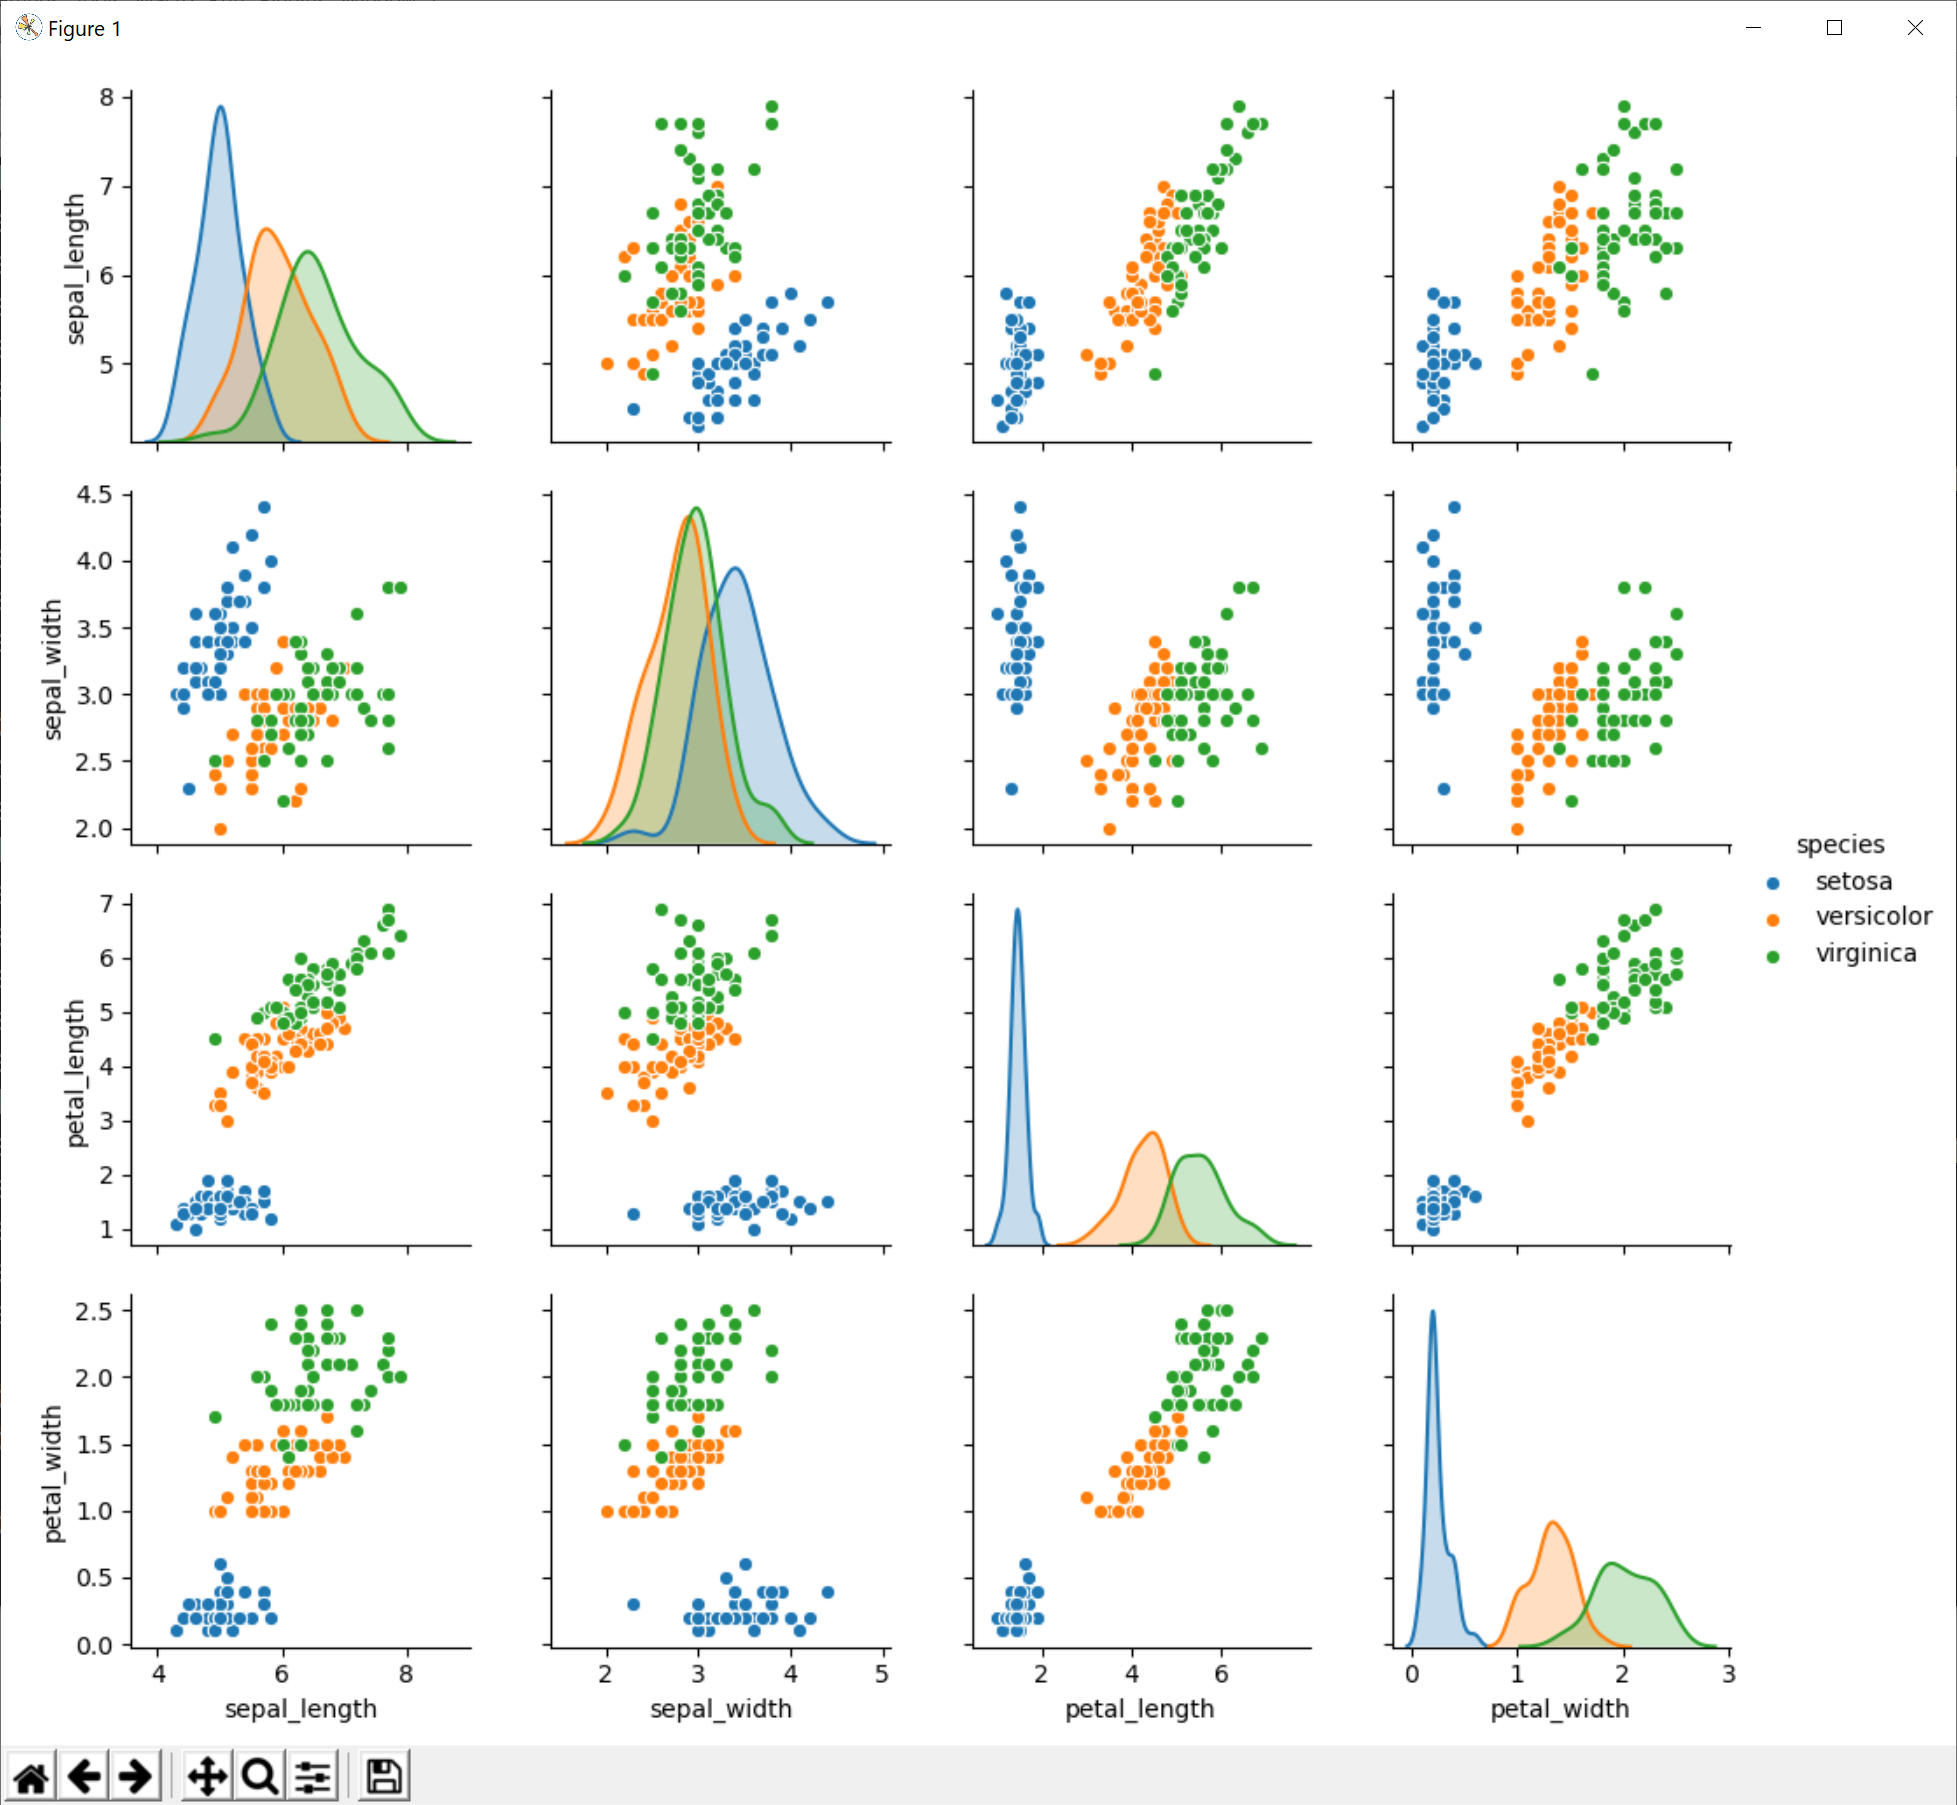 Figure 1
8
7
6
5
sepal_length
4.5
4.0
3.5
3.0
2.5
2.0
sepal_width
7
6
5
4
3
2
1
petal_length
2.5
2.0
1.5
1.0
0.5
0.0
petal_width
4 6 8
sepal_length
2 3 4 5
sepal_width
2 4 6
petal_length
0 1 2 3
petal_width
species
setosa
versicolor
virginica